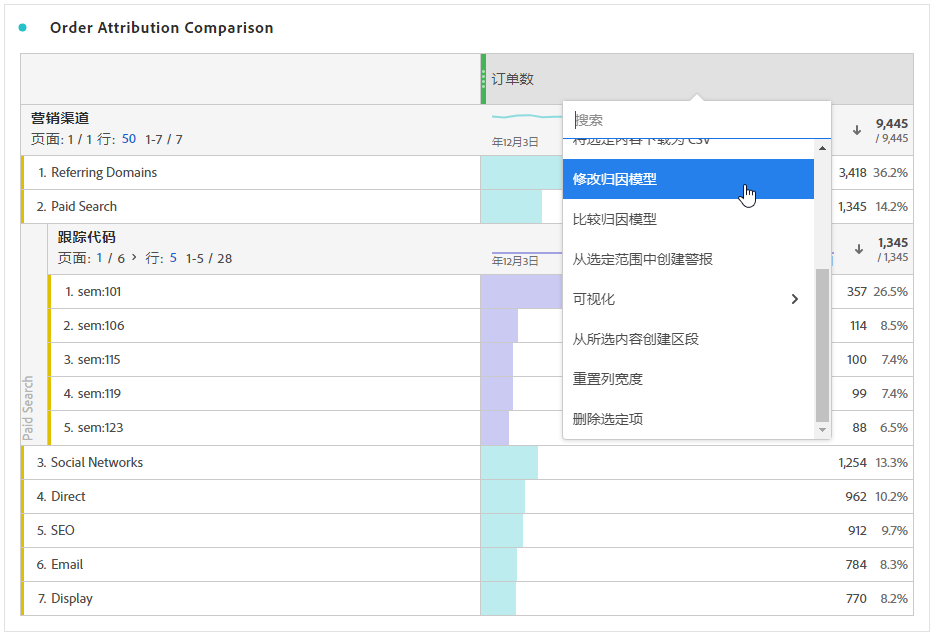 Order Attribution Comparison
订单数
营销渠道
页面: 1 / 1 行: 50 1-7 / 7
年12月3日
9,445
/ 9,445
搜索
修改归因模型
比较归因模型
从选定范围中创建警报
可视化
从所选内容创建区段
重置列宽度
删除选定项
1. Referring Domains 3,418 36.2%
2. Paid Search 1,345 14.2%
跟踪代码
页面: 1 / 6 > 行: 5 1-5 / 28
年12月3日
1,345
/ 1,345
Paid Search
1. sem:101 357 26.5%
2. sem:106 114 8.5%
3. sem:115 100 7.4%
4. sem:119 99 7.4%
5. sem:123 88 6.5%
3. Social Networks 1,254 13.3%
4. Direct 962 10.2%
5. SEO 912 9.7%
6. Email 784 8.3%
7. Display 770 8.2%